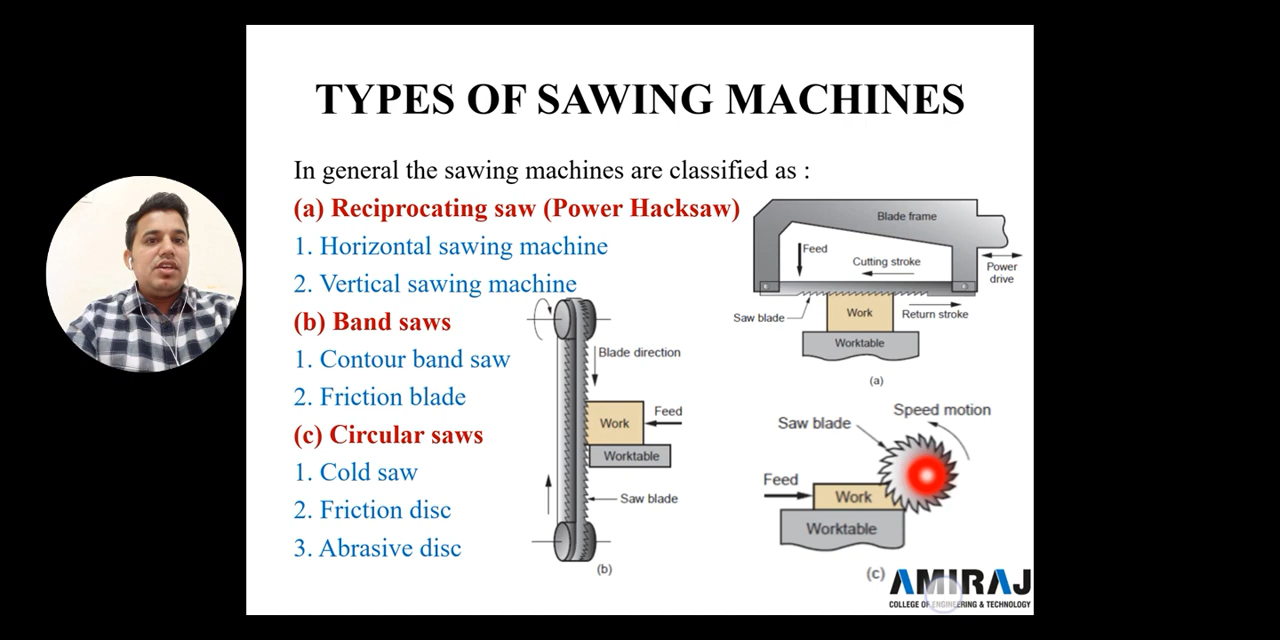 TYPES OF SAWING MACHINES
In general the sawing machines are classified as :
(a) Reciprocating saw (Power Hacksaw)
1. Horizontal sawing machine
2. Vertical sawing machine
(b) Band saws
1. Contour band saw
2. Friction blade
(c) Circular saws
1. Cold saw
2. Friction disc
3. Abrasive disc
Blade frame
Feed
Cutting stroke
Power
drive
Saw blade
Work
Return stroke
Worktable
(a)
Blade direction
Feed
Work
Worktable
Saw blade
(b)
Speed motion
Saw blade
Feed
Work
Worktable
(c)
AMIRAJ
COLLEGE OF ENGINEERING & TECHNOLOGY